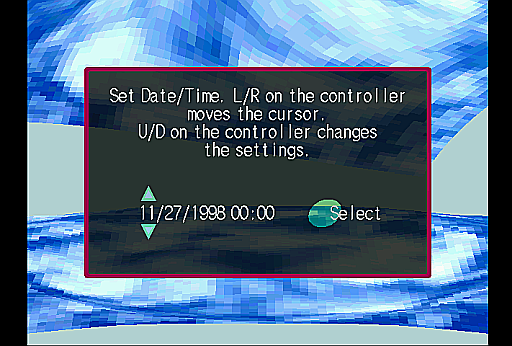 Set Date/Time. L/R on the controller
moves the cursor.
U/D on the controller changes
the settings.
11/27/1998 00:00 Select